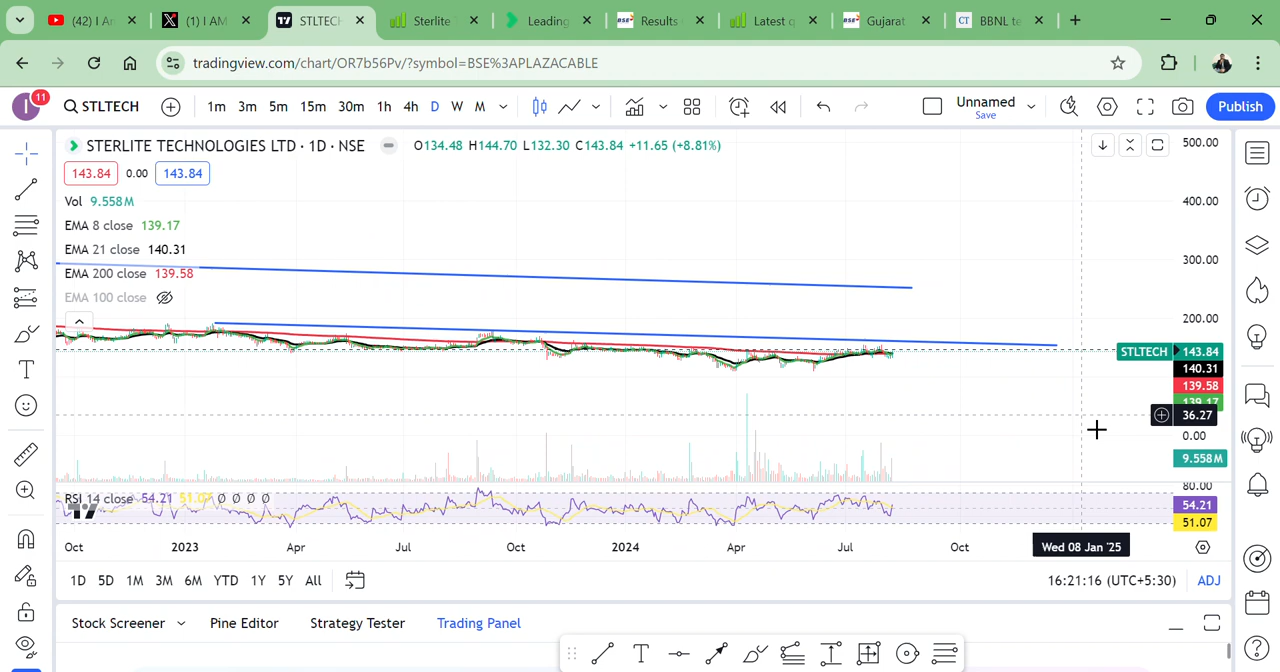 (42) I Ar
(1) I AM
STLTECH
Sterlite
Leading
Results
Latest q
Gujarat
BBNL te
tradingview.com/chart/OR7b56Pv/?symbol=BSE%3APLAZACABLE
11
STLTECH 1m 3m 5m 15m 30m 1h 4h D W M Unnamed Save Publish
STERLITE TECHNOLOGIES LTD · 1D · NSE O134.48 H144.70 L132.30 C143.84 +11.65 (+8.81%)
143.84 0.00 143.84
Vol 9.558M
EMA 8 close 139.17
EMA 21 close 140.31
EMA 200 close 139.58
EMA 100 close
500.00
400.00
300.00
200.00
STLTECH 143.84
140.31
139.58
139.17
36.27
0.00
9.558M
80.00
RSI 14 close 54.21 51.07 Ø Ø Ø Ø
54.21
51.07
Oct 2023 Apr Jul Oct 2024 Apr Jul Oct Wed 08 Jan '25
1D 5D 1M 3M 6M YTD 1Y 5Y All 16:21:16 (UTC+5:30) ADJ
Stock Screener Pine Editor Strategy Tester Trading Panel